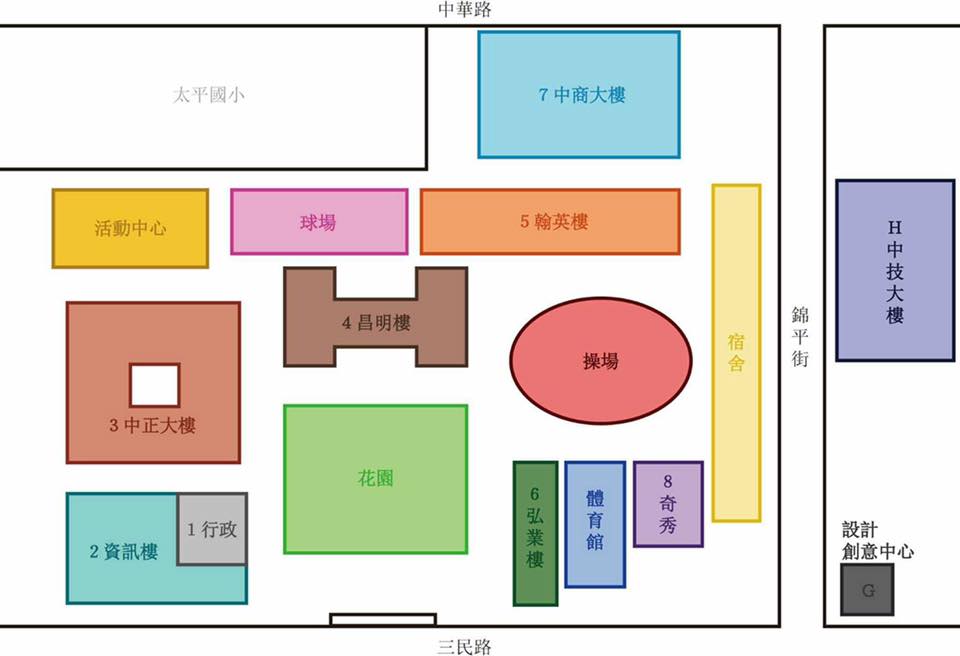 中華路
太平國小
7 中商大樓
活動中心
球場
5 翰英樓
H中技大樓
4 昌明樓
錦平街
宿舍
操場
3 中正大樓
花園
6弘業樓
體育館
8奇秀
1 行政
2 資訊樓
設計
創意中心
G
三民路